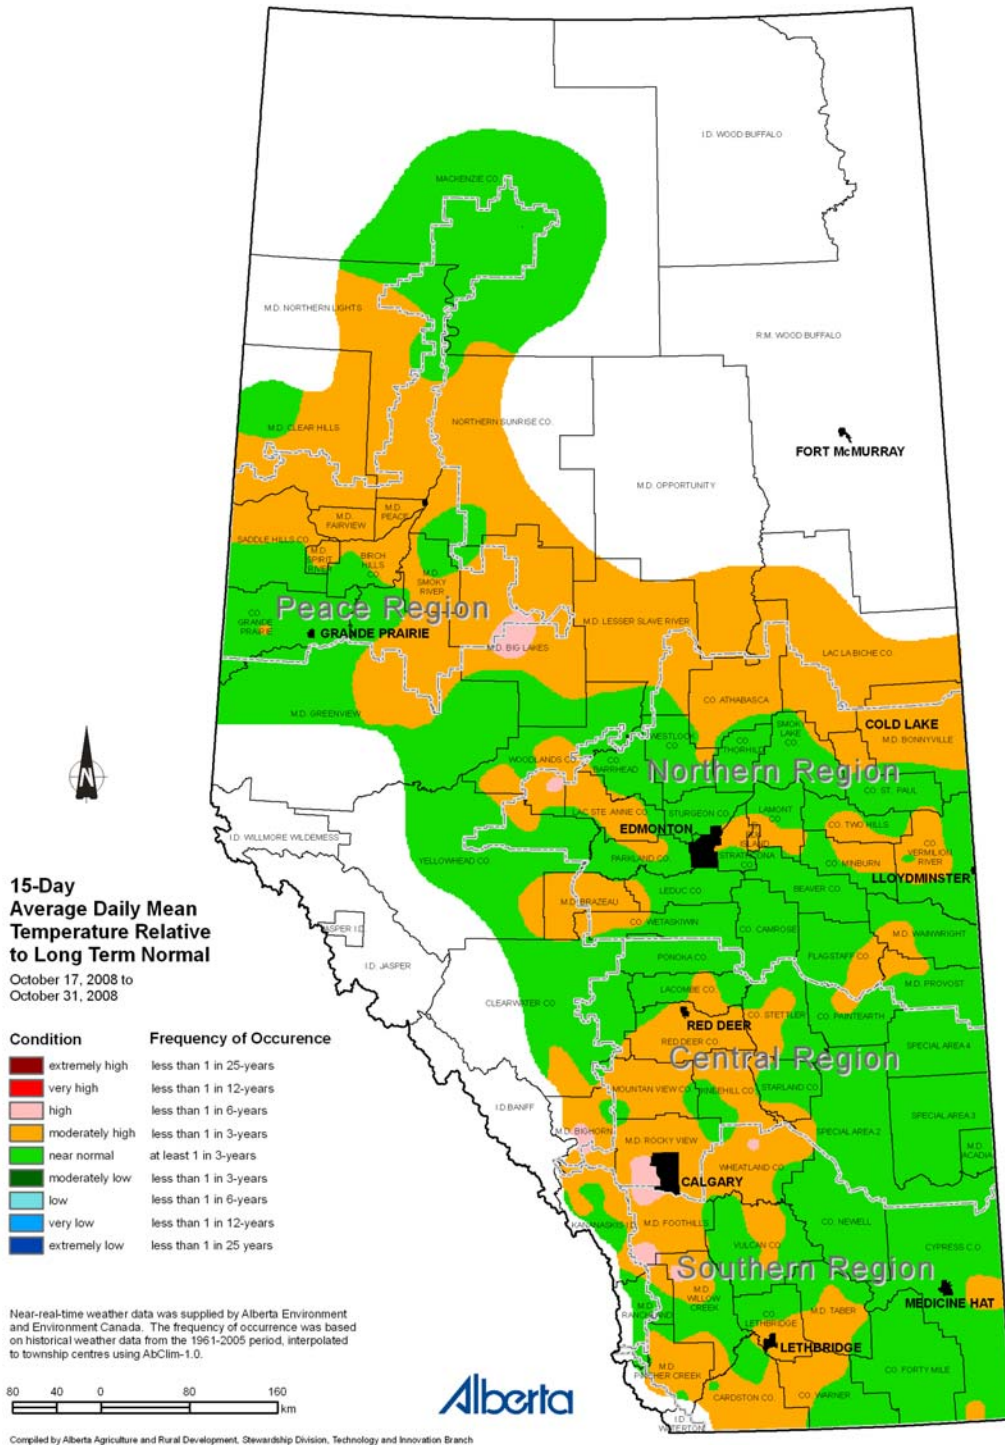 I.D. WOOD BUFFALO
MACKENZIE CO.
M.D. NORTHERN LIGHTS
R.M. WOOD BUFFALO
M.D. CLEAR HILLS
NORTHERN SUNRISE CO.
FORT McMURRAY
M.D. OPPORTUNITY
M.D. PEACE
M.D. FAIRVIEW
SADDLE HILLS CO.
M.D. SPIRIT RIVER
BIRCH HILLS CO.
M.D. SMOKY RIVER
Peace Region
CO. GRANDE PRAIRIE
GRANDE PRAIRIE
M.D. LESSER SLAVE RIVER
M.D. BIG LAKES
LAC LA BICHE CO.
CO. ATHABASCA
M.D. GREENVIEW
COLD LAKE
M.D. BONNYVILLE
SMOKY LAKE CO.
WESTLOCK CO
CO. THORHILD
WOODLANDS CO.
CO. BARRHEAD
Northern Region
CO. ST. PAUL
LAC STE. ANNE CO.
STURGEON CO.
LAMONT CO
EDMONTON
CO. TWO HILLS
ISLAND
I.D. WILLMORE WILDERNESS
YELLOWHEAD CO.
PARKLAND CO.
STRATHCONA CO.
CO. MINBURN
CO. VERMILION RIVER
LLOYDMINSTER
LEDUC CO.
BEAVER CO.
M.D. BRAZEAU
CO. WETASKIWIN
CO. CAMROSE
M.D. WAINWRIGHT
JASPER I.D.
I.D. JASPER
PONOKA CO.
FLAGSTAFF CO.
M.D. PROVOST
CLEARWATER CO.
LACOMBE CO.
CO. STETTLER
CO. PAINTEARTH
RED DEER
RED DEER CO.
Central Region
SPECIAL AREA 4
MOUNTAIN VIEW CO.
KNEEHILL CO.
STARLAND CO.
I.D. BANFF
SPECIAL AREA 3
M.D. BIGHORN
M.D. ROCKY VIEW
SPECIAL AREA 2
M.D. ACADIA
WHEATLAND CO.
CALGARY
KANANASKIS I.D.
M.D. FOOTHILLS
CO. NEWELL
VULCAN CO.
CYPRESS C.O
Southern Region
M.D. RANCHLAND
M.D. WILLOW CREEK
MEDICINE HAT
M.D. TABER
CO. LETHBRIDGE
LETHBRIDGE
M.D. PINCHER CREEK
CO. FORTY MILE
CARDSTON CO.
CO. WARNER
I.D. WATERTON
N
15-Day
Average Daily Mean
Temperature Relative
to Long Term Normal
October 17, 2008 to
October 31, 2008
Condition Frequency of Occurence
extremely high less than 1 in 25-years
very high less than 1 in 12-years
high less than 1 in 6-years
moderately high less than 1 in 3-years
near normal at least 1 in 3-years
moderately low less than 1 in 3-years
low less than 1 in 6-years
very low less than 1 in 12-years
extremely low less than 1 in 25 years
Near-real-time weather data was supplied by Alberta Environment
and Environment Canada. The frequency of occurrence was based
on historical weather data from the 1961-2005 period, interpolated
to township centres using AbClim-1.0.
80 40 0 80 160
km
Alberta
Compiled by Alberta Agriculture and Rural Development, Stewardship Division, Technology and Innovation Branch